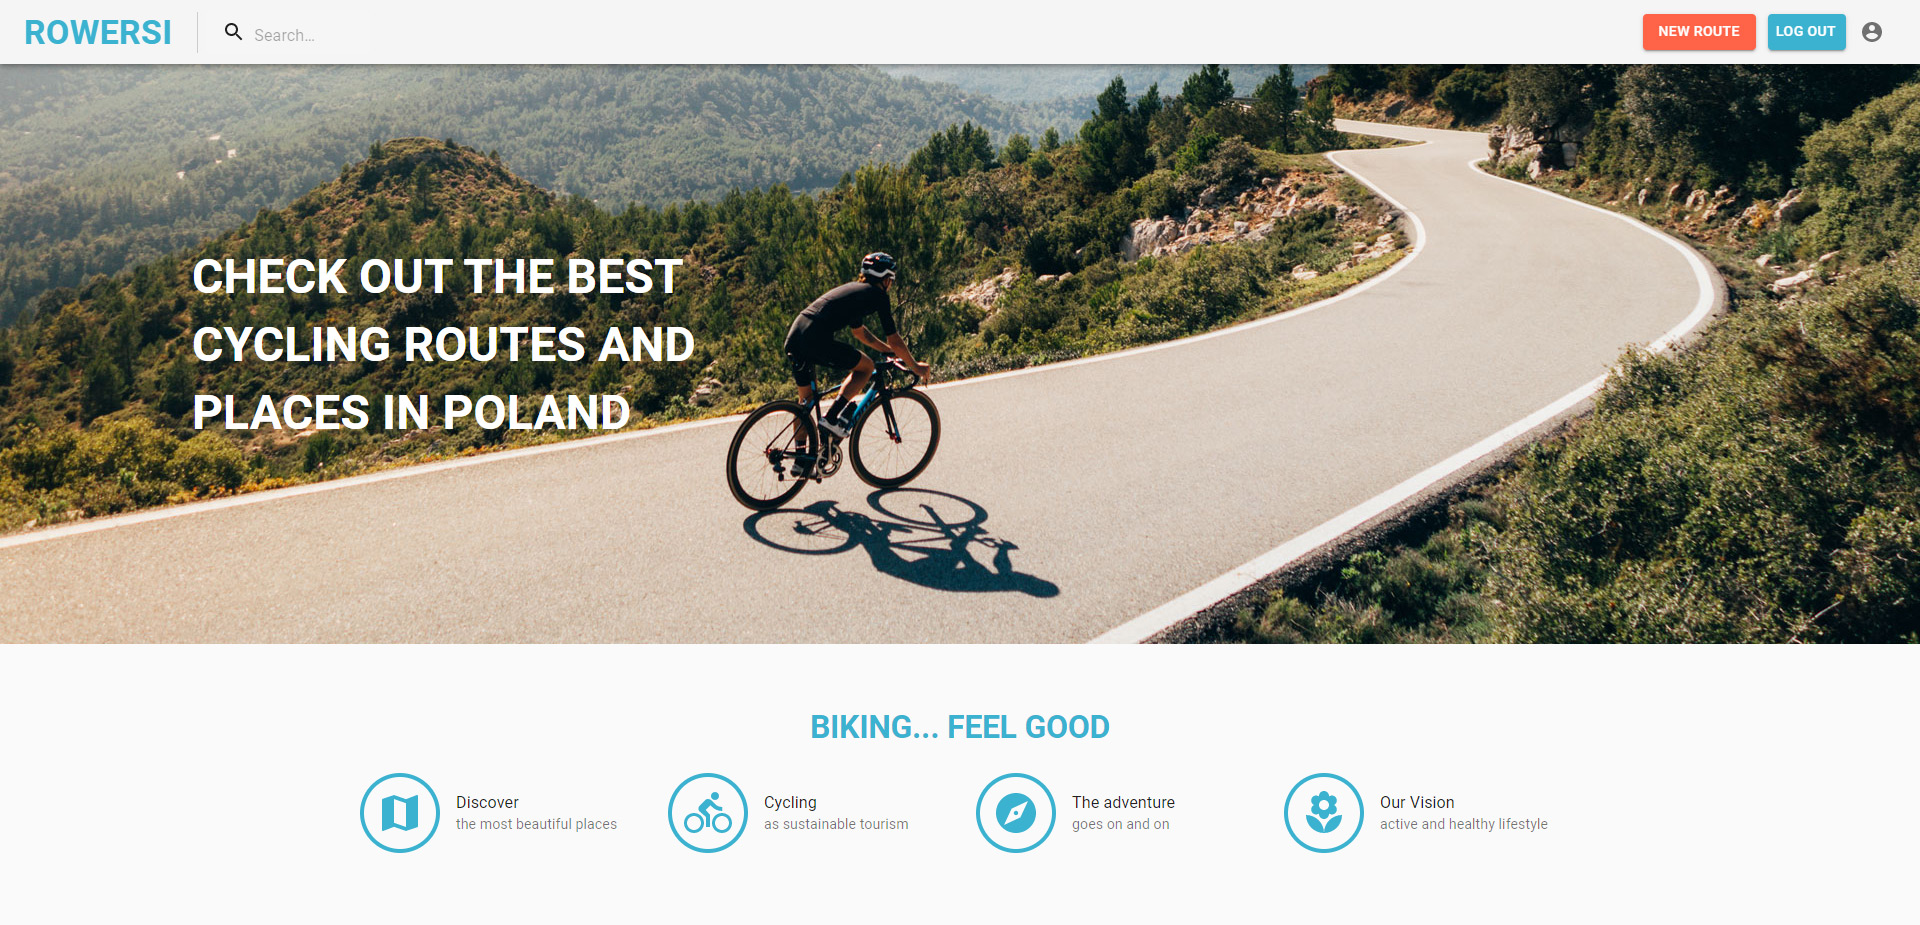 ROWERSI
Search...
NEW ROUTE
LOG OUT
CHECK OUT THE BEST
CYCLING ROUTES AND
PLACES IN POLAND
BIKING... FEEL GOOD
Discover
the most beautiful places
Cycling
as sustainable tourism
The adventure
goes on and on
Our Vision
active and healthy lifestyle